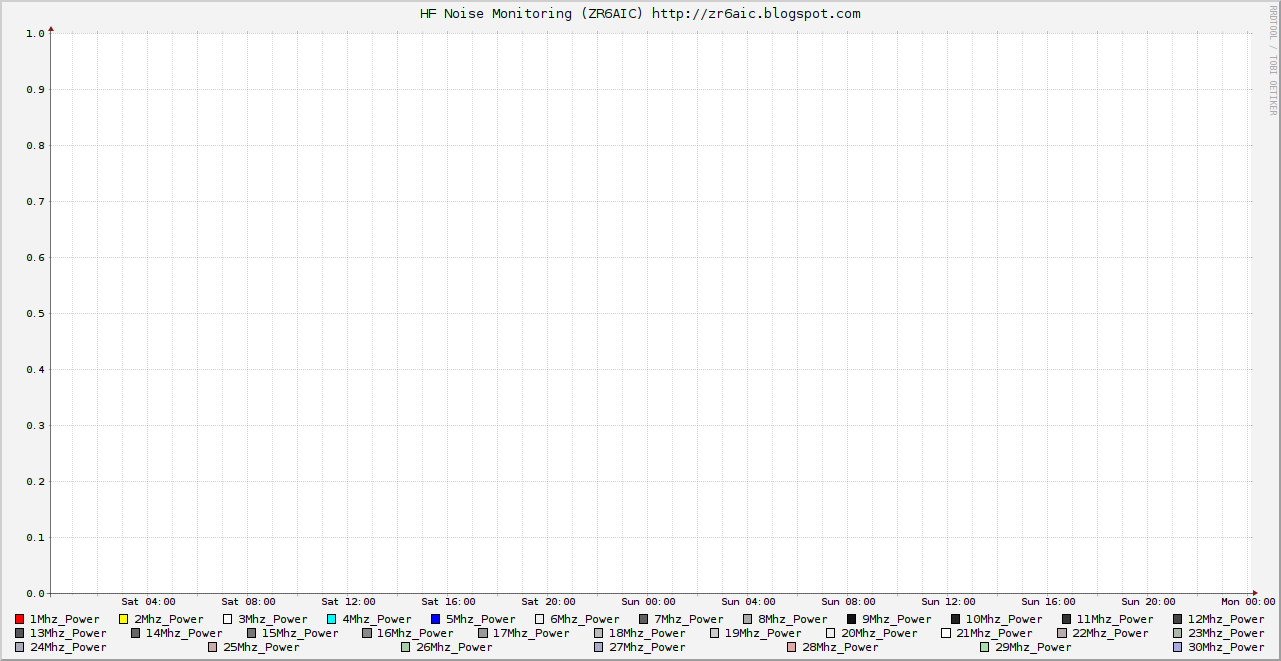 HF Noise Monitoring (ZR6AIC) http://zr6aic.blogspot.com
RRDTOOL / TOBI OETIKER
1.0
0.9
0.8
0.7
0.6
0.5
0.4
0.3
0.2
0.1
0.0
Sat 04:00 Sat 08:00 Sat 12:00 Sat 16:00 Sat 20:00 Sun 00:00 Sun 04:00 Sun 08:00 Sun 12:00 Sun 16:00 Sun 20:00 Mon 00:00
1Mhz_Power 2Mhz_Power 3Mhz_Power 4Mhz_Power 5Mhz_Power 6Mhz_Power 7Mhz_Power 8Mhz_Power 9Mhz_Power 10Mhz_Power 11Mhz_Power 12Mhz_Power
13Mhz_Power 14Mhz_Power 15Mhz_Power 16Mhz_Power 17Mhz_Power 18Mhz_Power 19Mhz_Power 20Mhz_Power 21Mhz_Power 22Mhz_Power 23Mhz_Power
24Mhz_Power 25Mhz_Power 26Mhz_Power 27Mhz_Power 28Mhz_Power 29Mhz_Power 30Mhz_Power